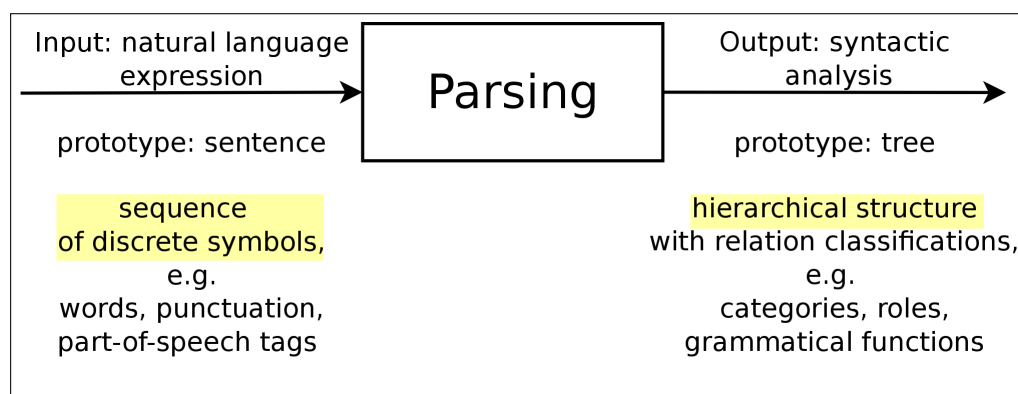 Input: natural language
expression
prototype: sentence
sequence
of discrete symbols,
e.g.
words, punctuation,
part-of-speech tags
Parsing
Output: syntactic
analysis
prototype: tree
hierarchical structure
with relation classifications,
e.g.
categories, roles,
grammatical functions